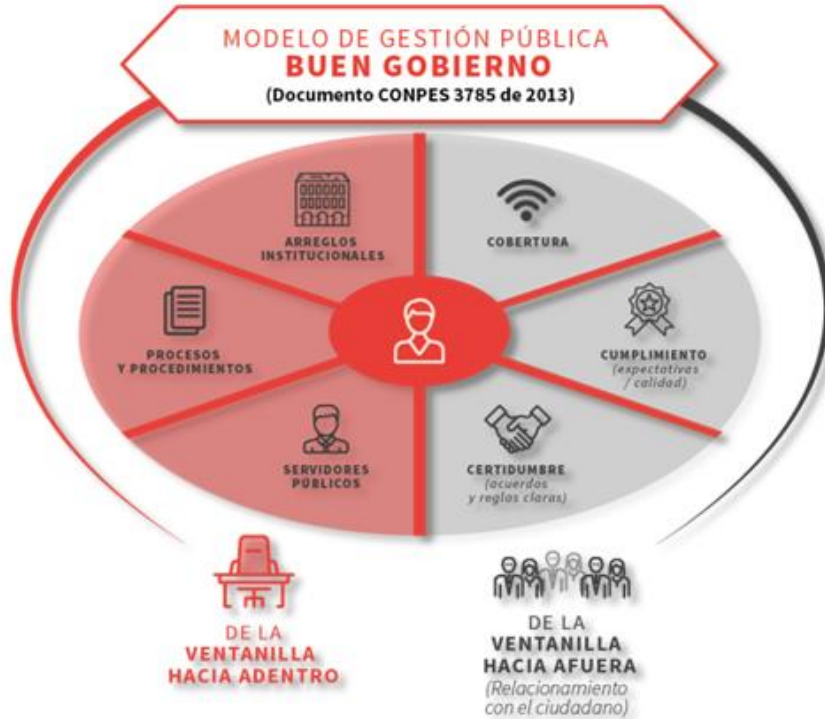 MODELO DE GESTIÓN PÚBLICA
BUEN GOBIERNO
(Documento CONPES 3785 de 2013)
ARREGLOS
INSTITUCIONALES
COBERTURA
PROCESOS
Y PROCEDIMIENTOS
CUMPLIMIENTO
(expectativas
/ calidad)
SERVIDORES
PÚBLICOS
CERTIDUMBRE
(acuerdos
y reglas claras)
DE LA
VENTANILLA
HACIA ADENTRO
DE LA
VENTANILLA
HACIA AFUERA
(Relacionamiento
con el ciudadano)